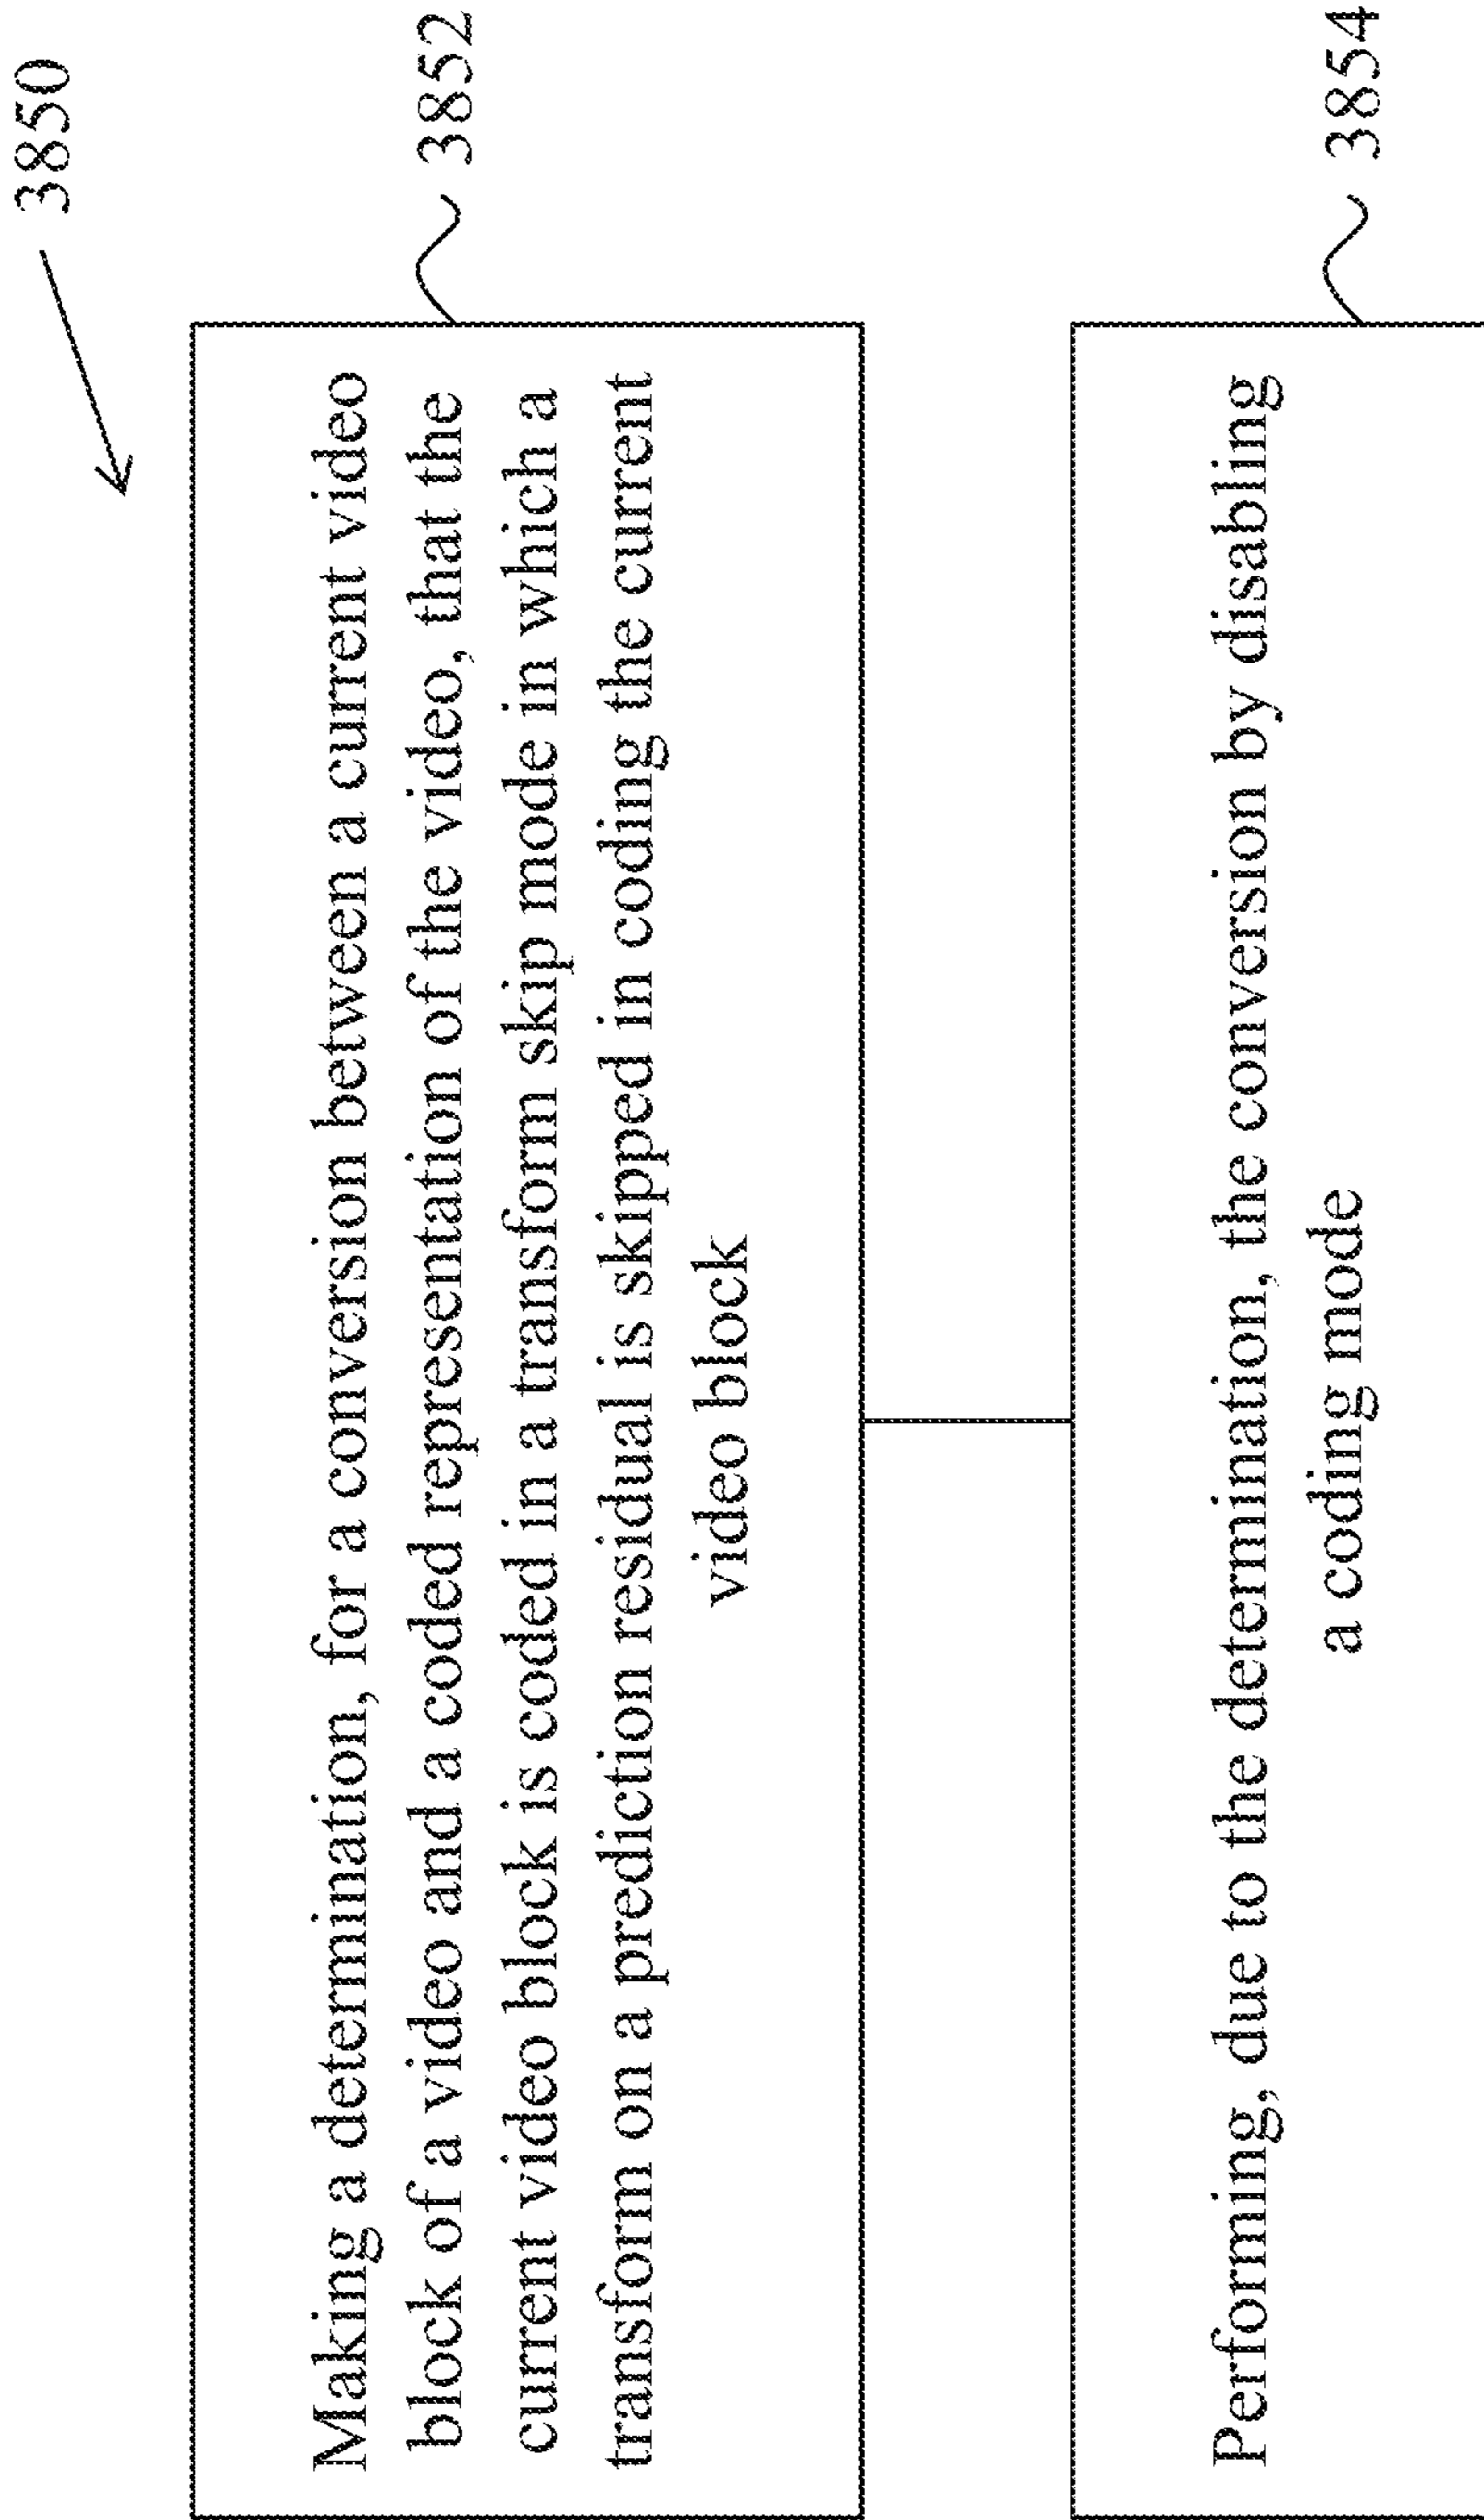 3850
Making a determination, for a conversion between a current video
block of a video and a coded representation of the video, that the
current video block is coded in a transform skip mode in which a
transform on a prediction residual is skipped in coding the current
video block
3852
Performing, due to the determination, the conversion by disabling
a coding mode
3854